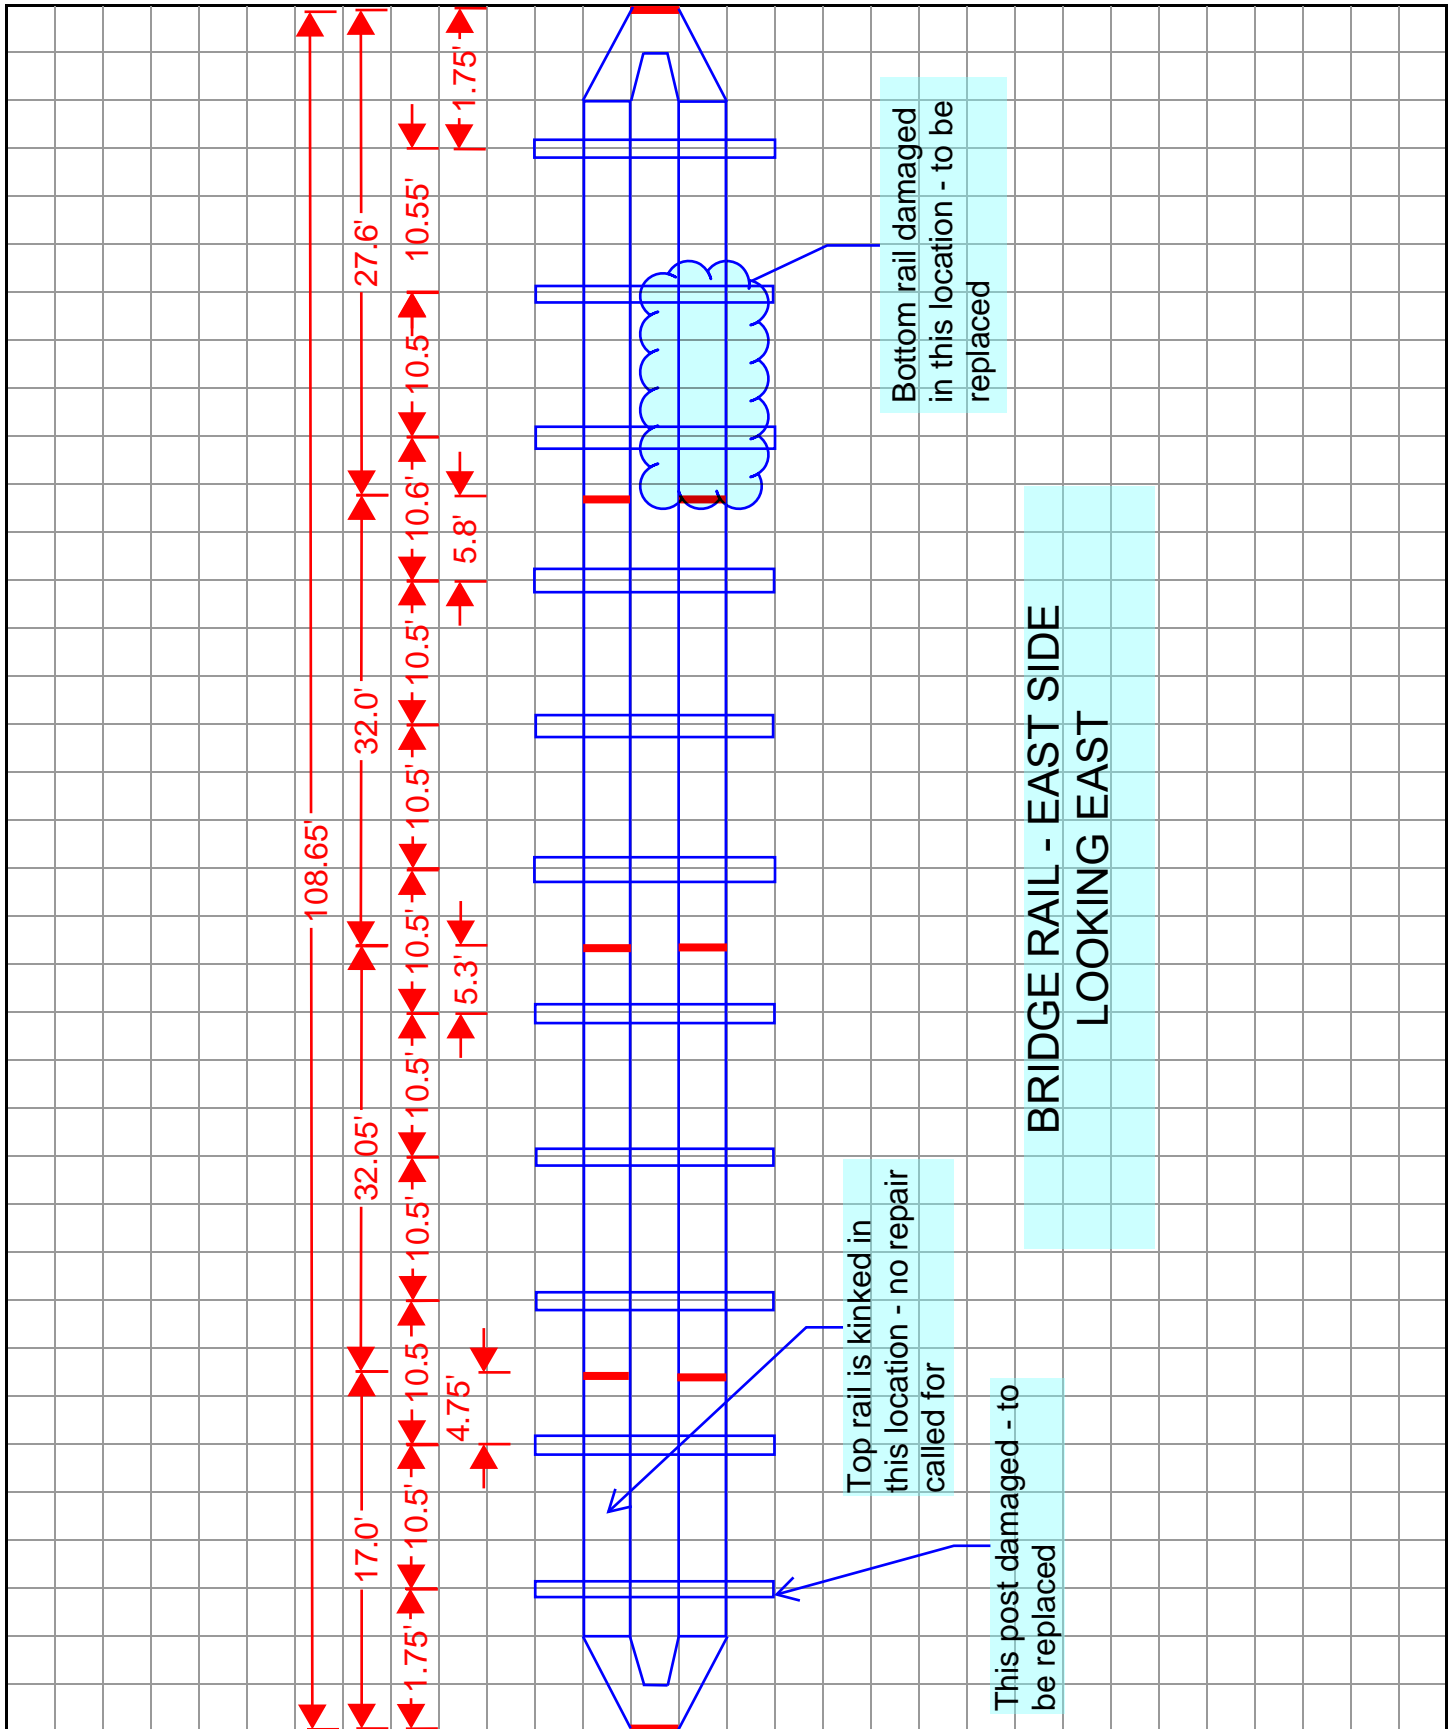 108.65'
27.6'
32.0'
32.05'
17.0'
1.75'
10.55'
10.5
10.6'
5.8'
10.5'
10.5'
10.5'
5.3'
10.5'
10.5'
10.5
4.75'
10.5'
1.75'
Bottom rail damaged
in this location - to be
replaced
BRIDGE RAIL - EAST SIDE
LOOKING EAST
Top rail is kinked in
this location - no repair
called for
This post damaged - to
be replaced